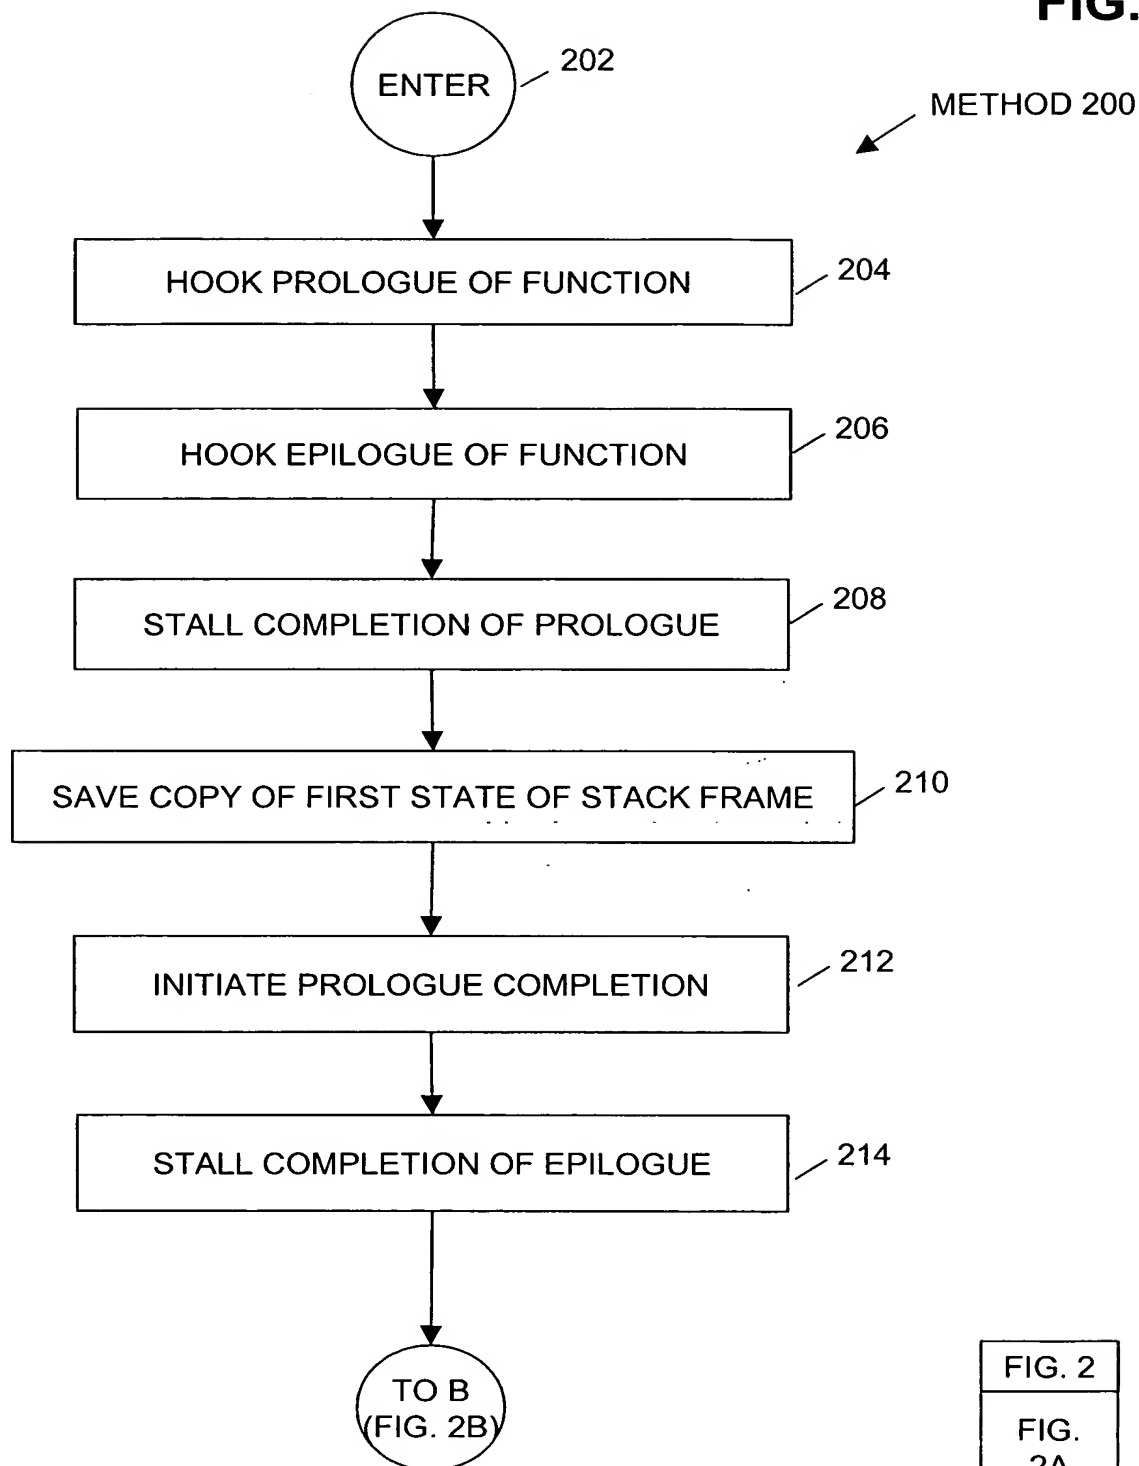 FIG.
ENTER
202
METHOD 200
HOOK PROLOGUE OF FUNCTION
204
HOOK EPILOGUE OF FUNCTION
206
STALL COMPLETION OF PROLOGUE
208
SAVE COPY OF FIRST STATE OF STACK FRAME
210
INITIATE PROLOGUE COMPLETION
212
STALL COMPLETION OF EPILOGUE
214
TO B
(FIG. 2B)
FIG. 2
FIG.
2A